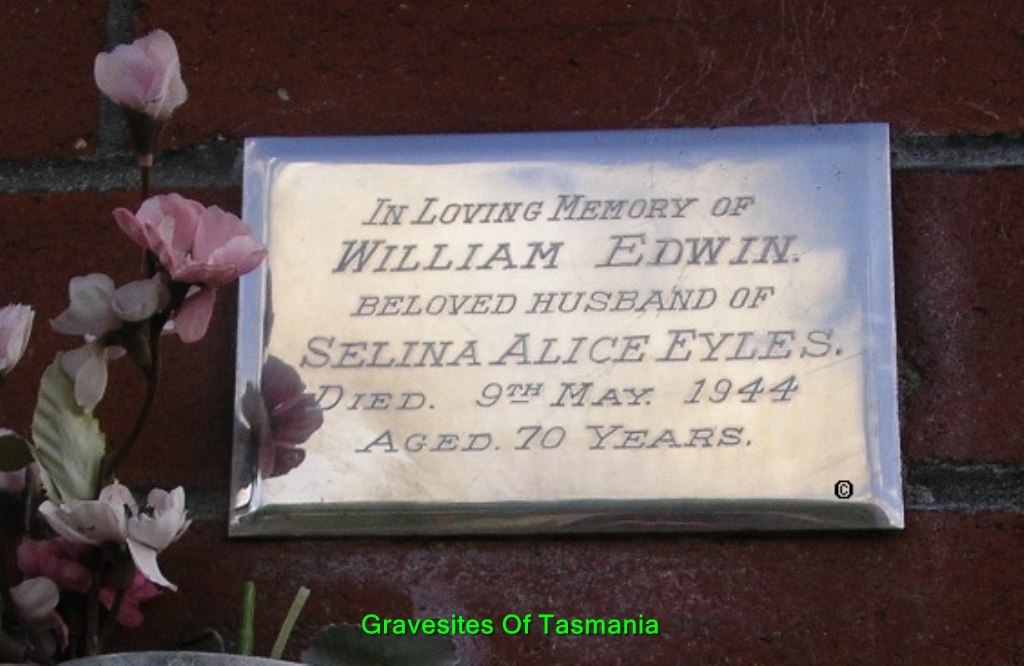 In Loving Memory of
William Edwin.
Beloved Husband of
Selina Alice Eyles.
Died. 9th May. 1944
Aged. 70 Years.
©
Gravesites Of Tasmania